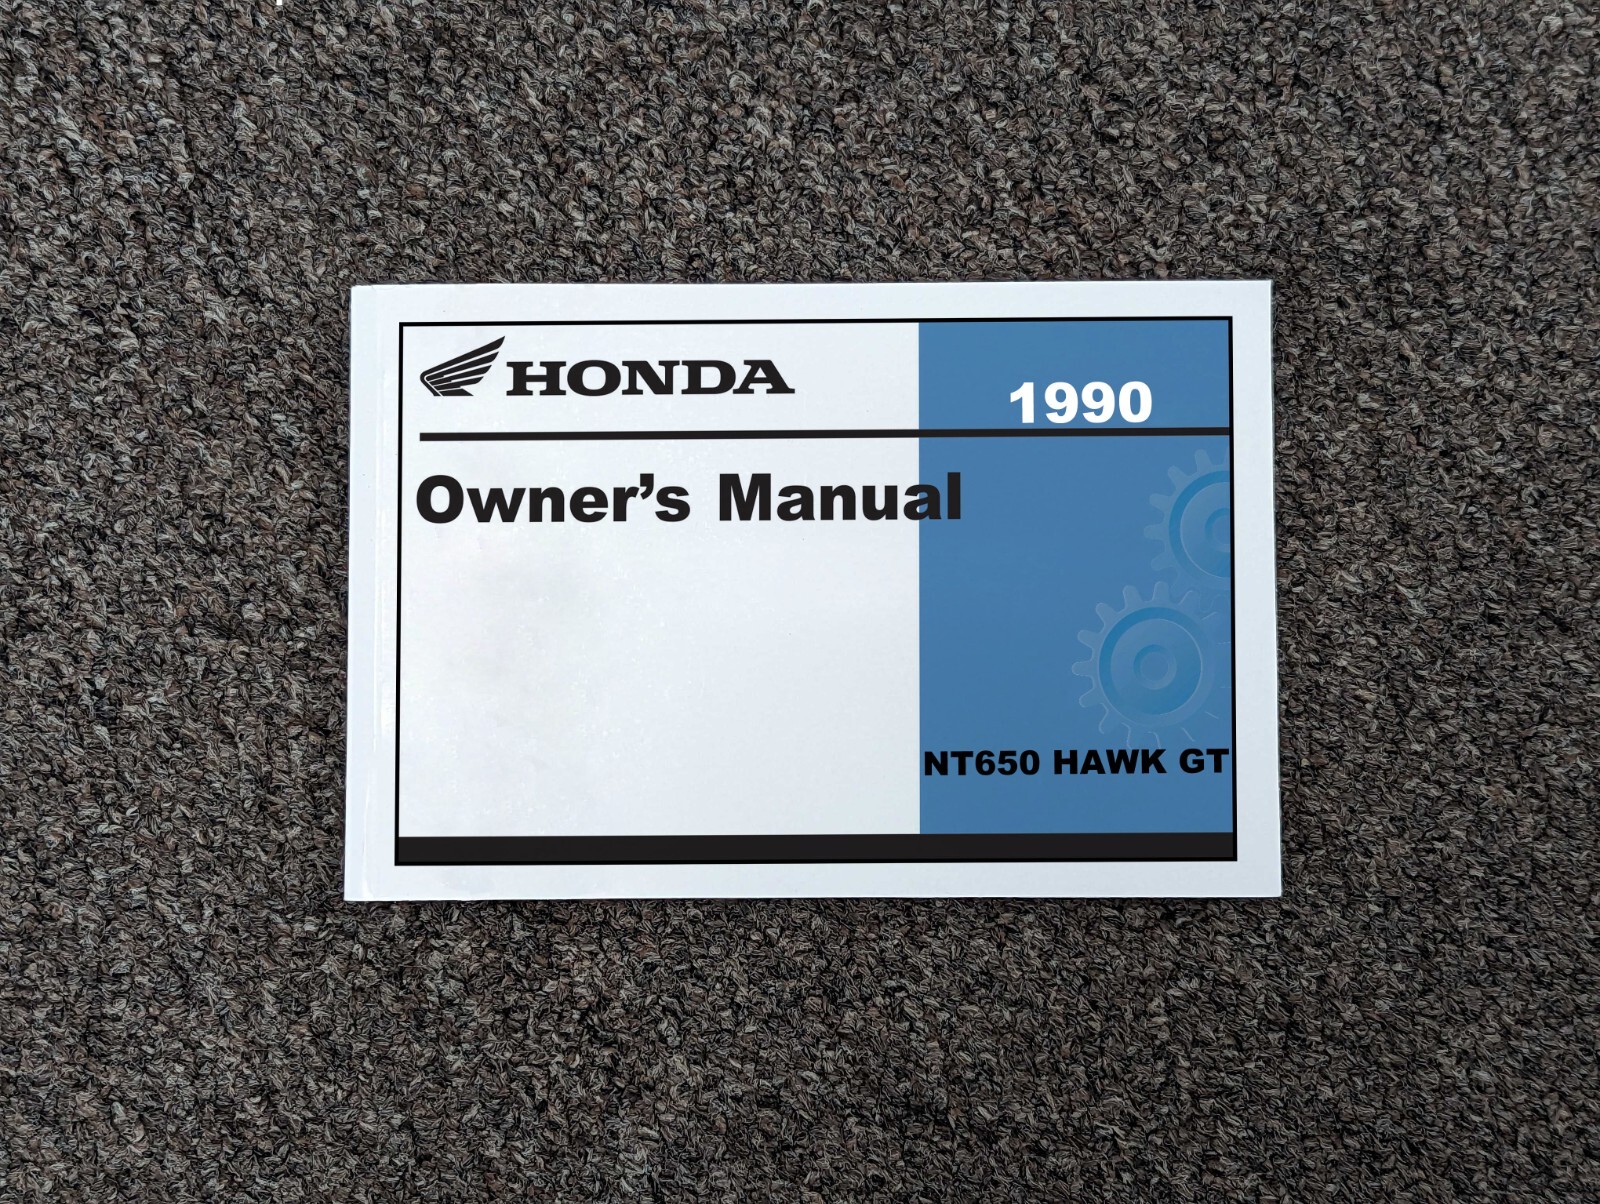 HONDA
1990
Owner’s Manual
NT650 HAWK GT